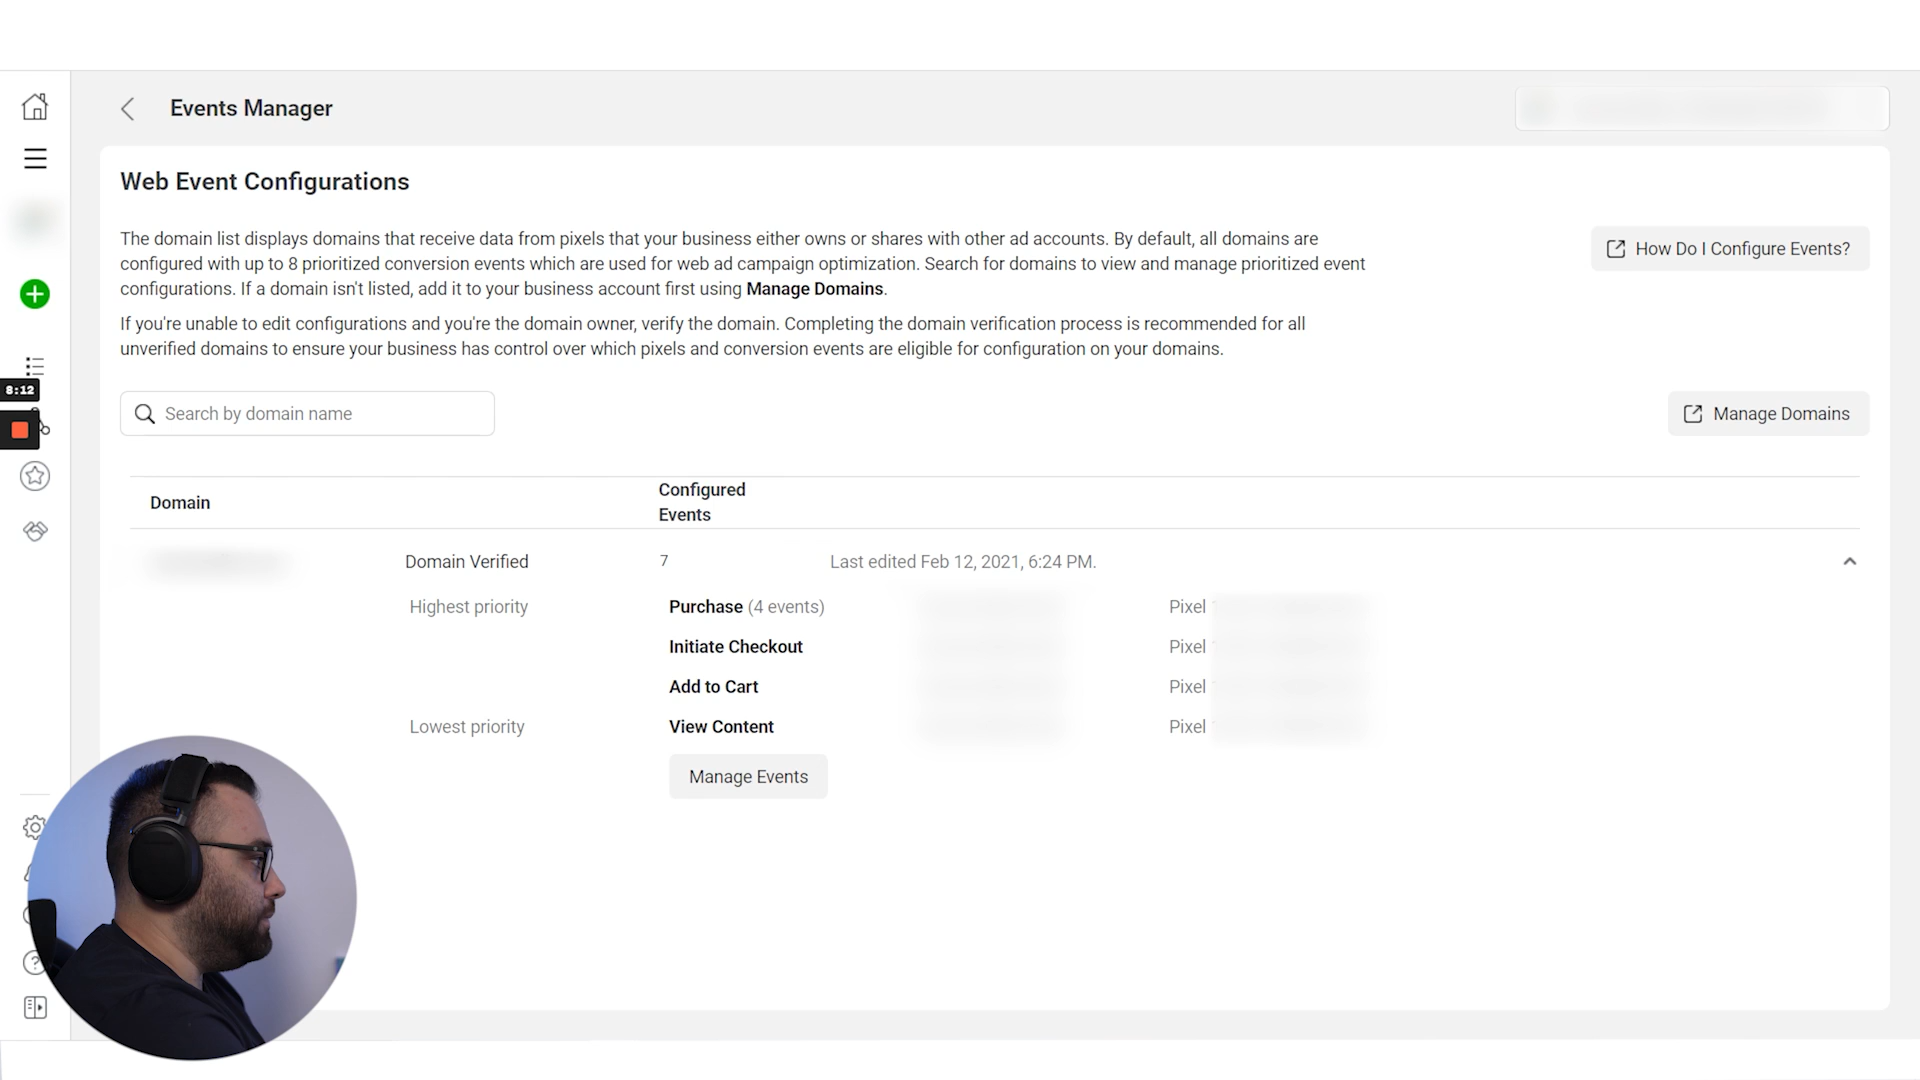 Events Manager
Web Event Configurations
The domain list displays domains that receive data from pixels that your business either owns or shares with other ad accounts. By default, all domains are
configured with up to 8 prioritized conversion events which are used for web ad campaign optimization. Search for domains to view and manage prioritized event
configurations. If a domain isn't listed, add it to your business account first using Manage Domains.
How Do I Configure Events?
If you're unable to edit configurations and you're the domain owner, verify the domain. Completing the domain verification process is recommended for all
unverified domains to ensure your business has control over which pixels and conversion events are eligible for configuration on your domains.
8:12
Search by domain name
Manage Domains
Domain
Configured
Events
Domain Verified 7 Last edited Feb 12, 2021, 6:24 PM.
Highest priority Purchase (4 events) Pixel
Initiate Checkout Pixel
Add to Cart Pixel
Lowest priority View Content Pixel
Manage Events